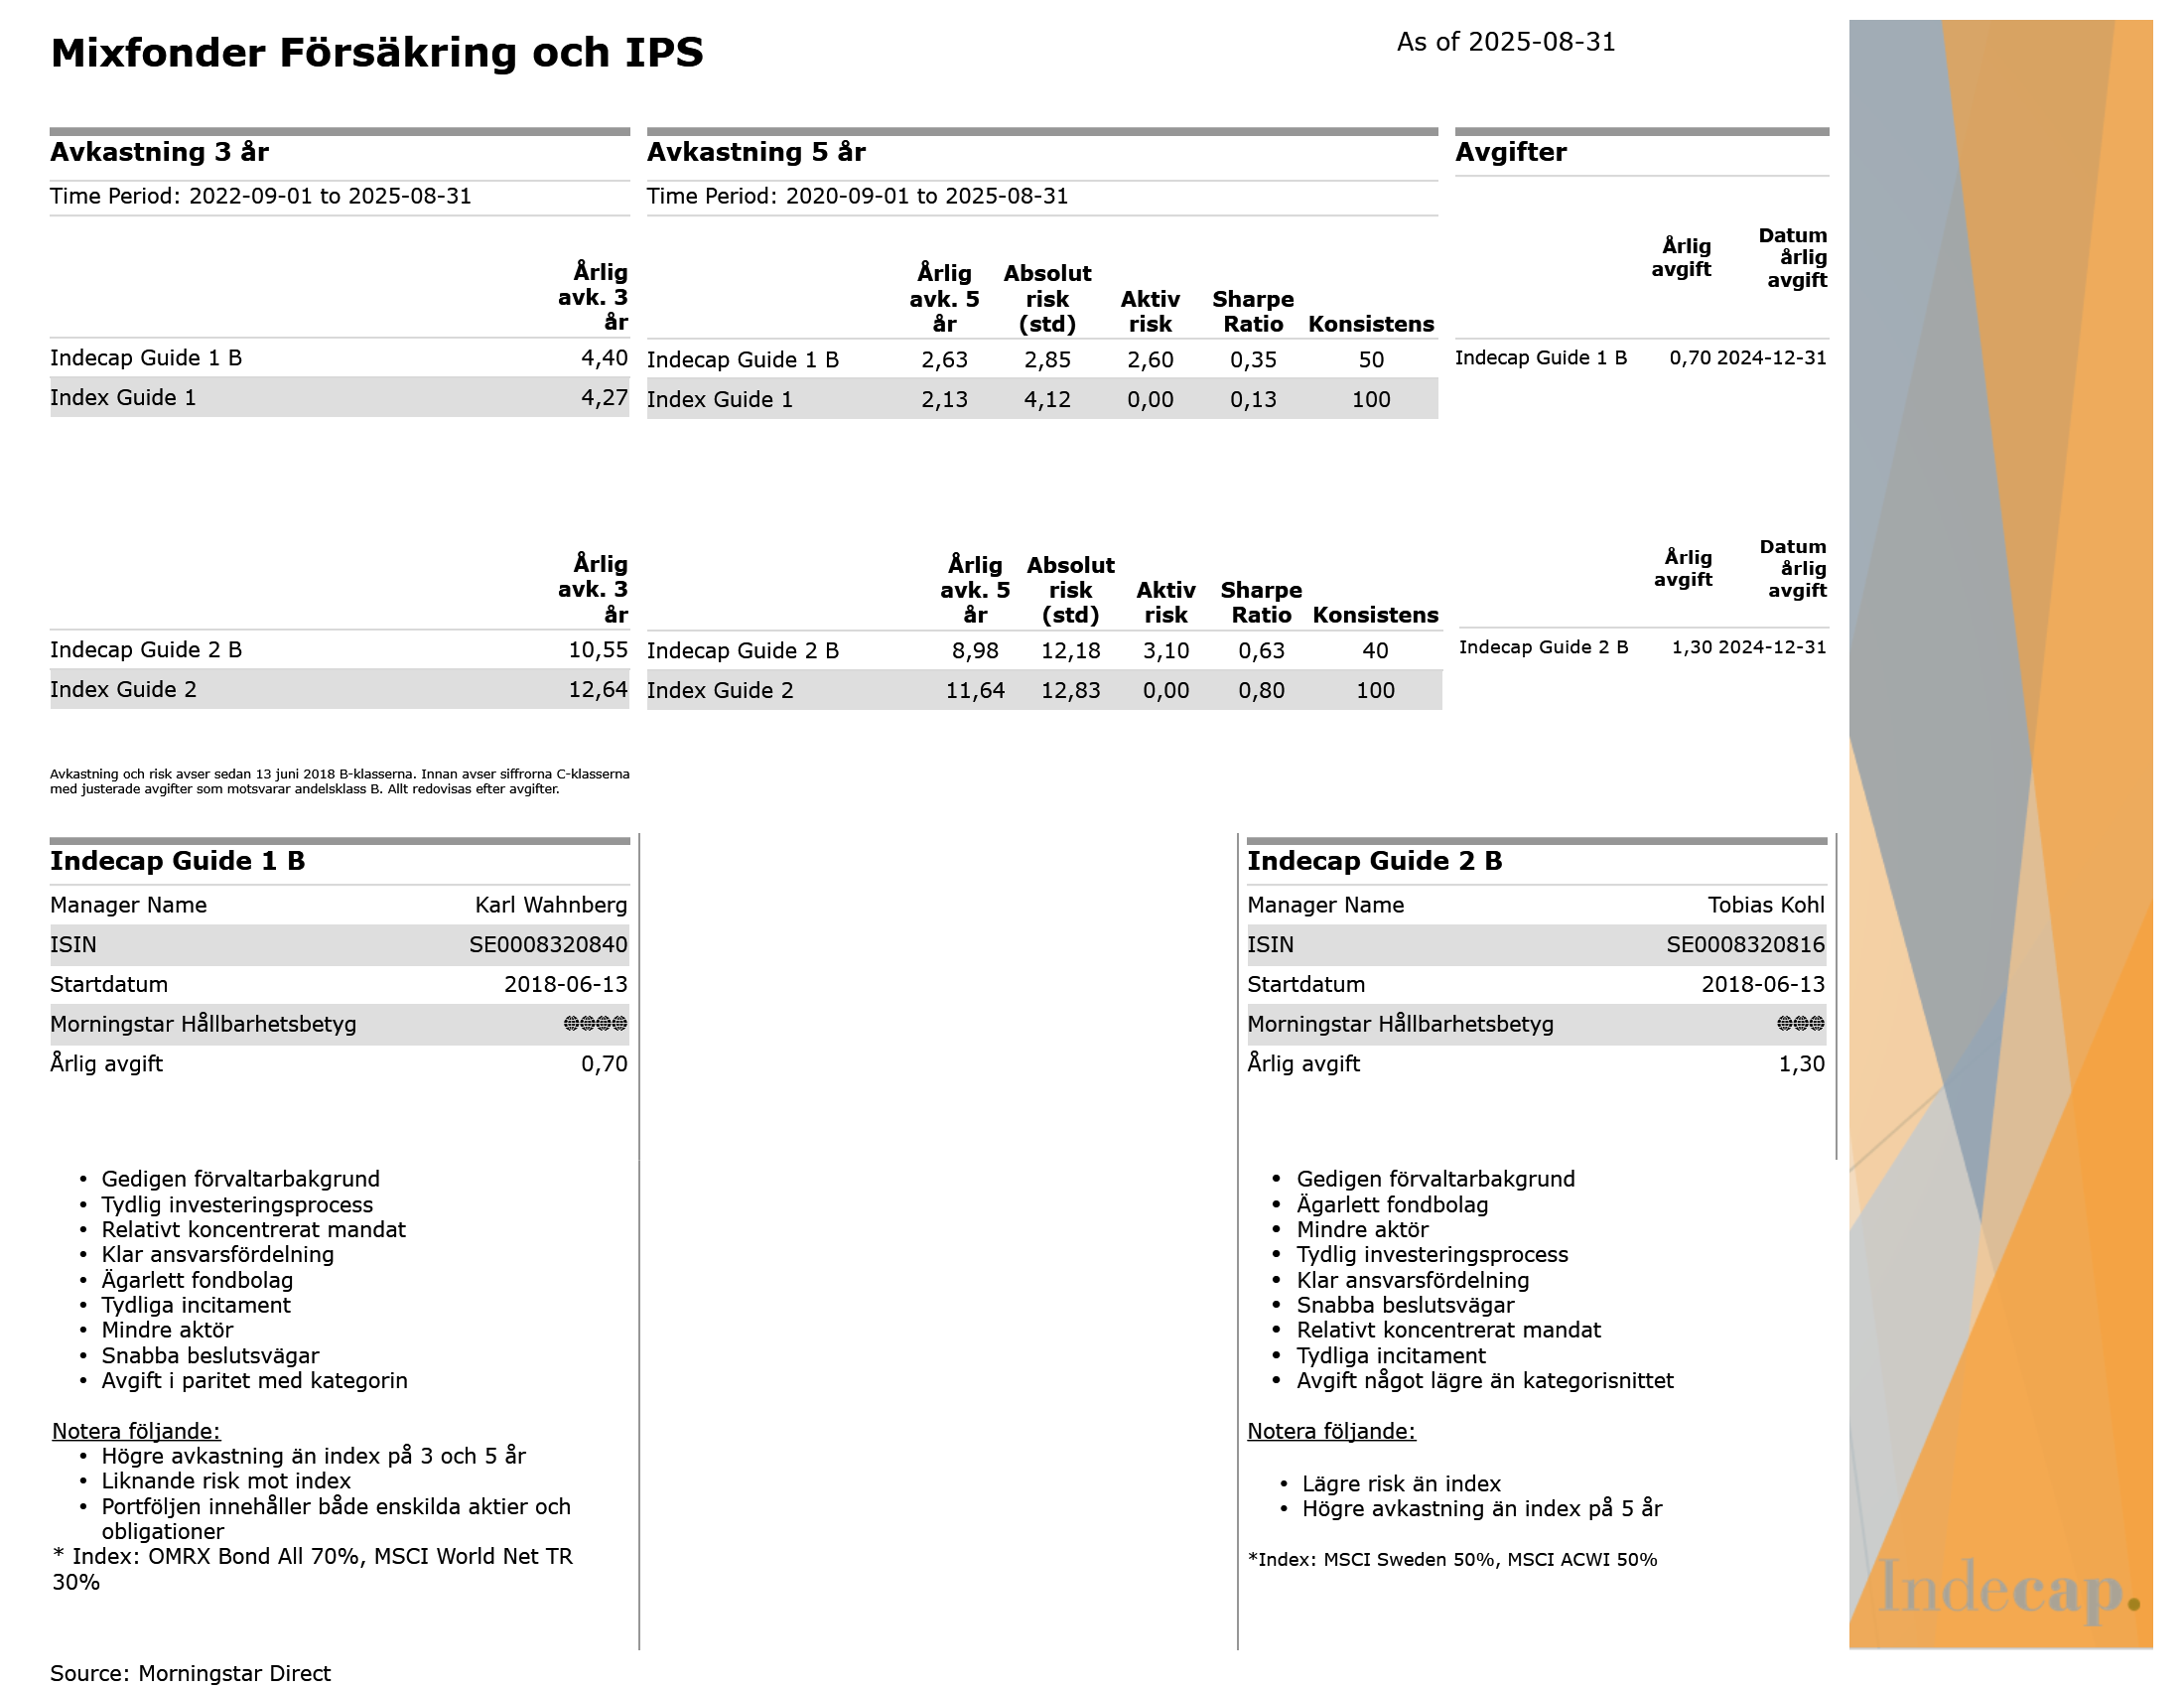 Mixfonder Försäkring och IPS
As of 2025-08-31
Avkastning 3 år
Time Period: 2022-09-01 to 2025-08-31
Årlig
avk. 3
år
Indecap Guide 1 B 4,40
Index Guide 1 4,27
Årlig
avk. 3
år
Indecap Guide 2 B 10,55
Index Guide 2 12,64
Avkastning och risk avser sedan 13 juni 2018 B-klasserna. Innan avser siffrorna C-klasserna
med justerade avgifter som motsvarar andelsklass B. Allt redovisas efter avgifter.
Avkastning 5 år
Time Period: 2020-09-01 to 2025-08-31
Årlig Absolut
avk. 5 risk Aktiv Sharpe
år (std) risk Ratio Konsistens
Indecap Guide 1 B 2,63 2,85 2,60 0,35 50
Index Guide 1 2,13 4,12 0,00 0,13 100
Årlig Absolut
avk. 5 risk Aktiv Sharpe
år (std) risk Ratio Konsistens
Indecap Guide 2 B 8,98 12,18 3,10 0,63 40
Index Guide 2 11,64 12,83 0,00 0,80 100
Avgifter
Årlig Datum
avgift årlig
avgift
Indecap Guide 1 B 0,70 2024-12-31
Årlig Datum
avgift årlig
avgift
Indecap Guide 2 B 1,30 2024-12-31
Indecap Guide 1 B
Manager Name Karl Wahnberg
ISIN SE0008320840
Startdatum 2018-06-13
Morningstar Hållbarhetsbetyg
Årlig avgift 0,70
• Gedigen förvaltarbakgrund
• Tydlig investeringsprocess
• Relativt koncentrerat mandat
• Klar ansvarsfördelning
• Ägarlett fondbolag
• Tydliga incitament
• Mindre aktör
• Snabba beslutsvägar
• Avgift i paritet med kategorin
Notera följande:
• Högre avkastning än index på 3 och 5 år
• Liknande risk mot index
• Portföljen innehåller både enskilda aktier och
obligationer
* Index: OMRX Bond All 70%, MSCI World Net TR
30%
Indecap Guide 2 B
Manager Name Tobias Kohl
ISIN SE0008320816
Startdatum 2018-06-13
Morningstar Hållbarhetsbetyg
Årlig avgift 1,30
• Gedigen förvaltarbakgrund
• Ägarlett fondbolag
• Mindre aktör
• Tydlig investeringsprocess
• Klar ansvarsfördelning
• Snabba beslutsvägar
• Relativt koncentrerat mandat
• Tydliga incitament
• Avgift något lägre än kategorisnittet
Notera följande:
• Lägre risk än index
• Högre avkastning än index på 5 år
*Index: MSCI Sweden 50%, MSCI ACWI 50%
Indecap.
Source: Morningstar Direct